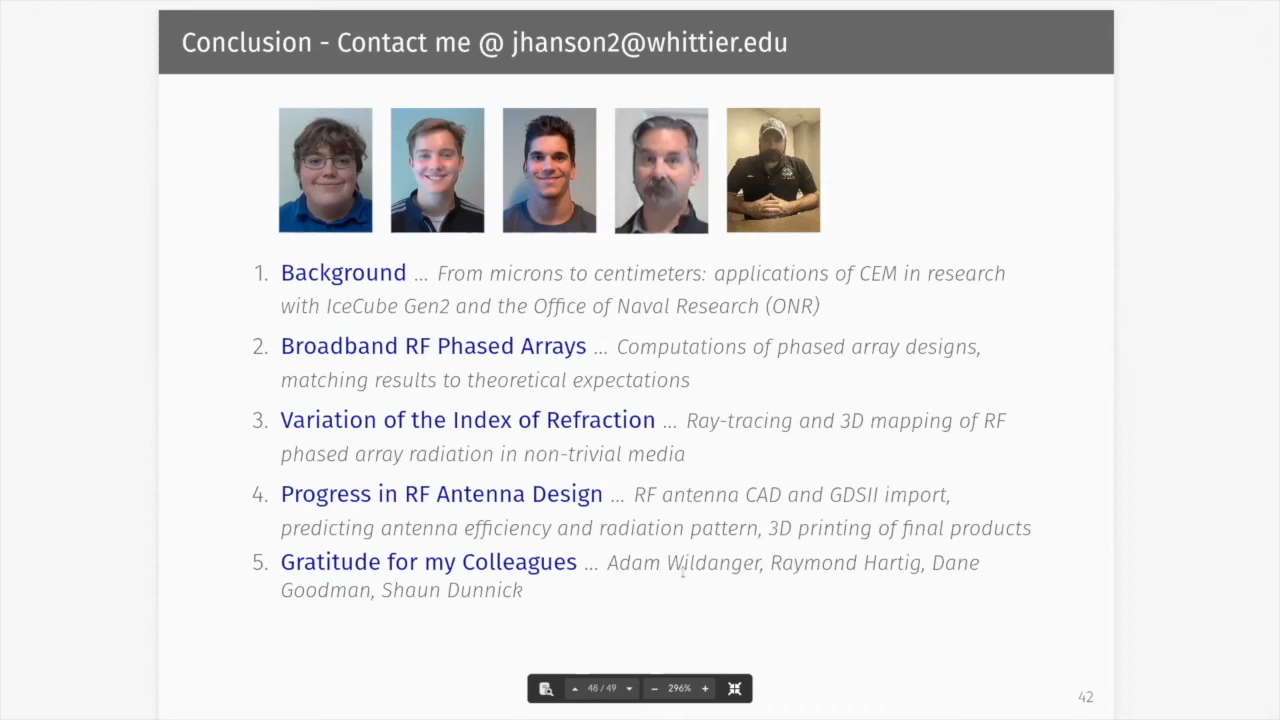 Conclusion - Contact me @ jhanson2@whittier.edu
1. Background ... From microns to centimeters: applications of CEM in research
with IceCube Gen2 and the Office of Naval Research (ONR)
2. Broadband RF Phased Arrays ... Computations of phased array designs,
matching results to theoretical expectations
3. Variation of the Index of Refraction ... Ray-tracing and 3D mapping of RF
phased array radiation in non-trivial media
4. Progress in RF Antenna Design ... RF antenna CAD and GDSII import,
predicting antenna efficiency and radiation pattern, 3D printing of final products
5. Gratitude for my Colleagues ... Adam Wildanger, Raymond Hartig, Dane
Goodman, Shaun Dunnick
48 / 49 − 296% +
42